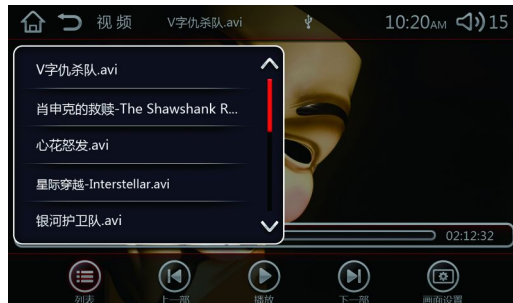 视频
V字仇杀队.avi
10:20AM
15
V字仇杀队.avi
肖申克的救赎-The Shawshank R...
心花怒发.avi
星际穿越-Interstellar.avi
银河护卫队.avi
02:12:32
列表
上一部
播放
下一部
画面设置